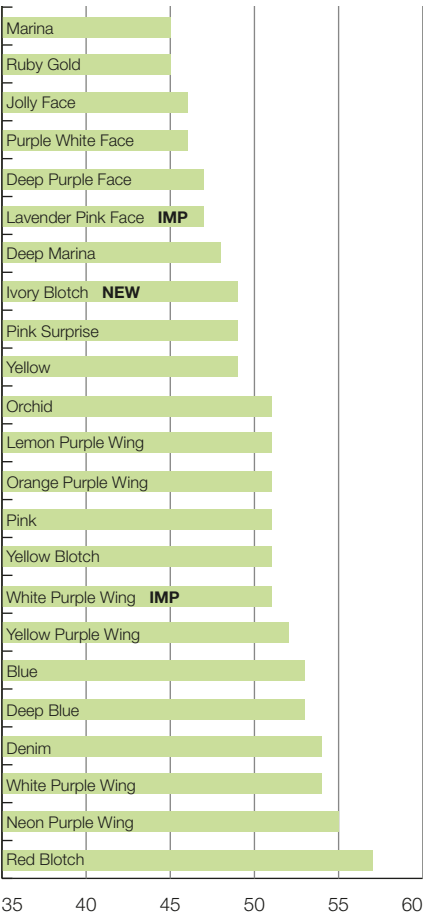 Marina
Ruby Gold
Jolly Face
Purple White Face
Deep Purple Face
Lavender Pink Face IMP
Deep Marina
Ivory Blotch NEW
Pink Surprise
Yellow
Orchid
Lemon Purple Wing
Orange Purple Wing
Pink
Yellow Blotch
White Purple Wing IMP
Yellow Purple Wing
Blue
Deep Blue
Denim
White Purple Wing
Neon Purple Wing
Red Blotch
35 40 45 50 55 60